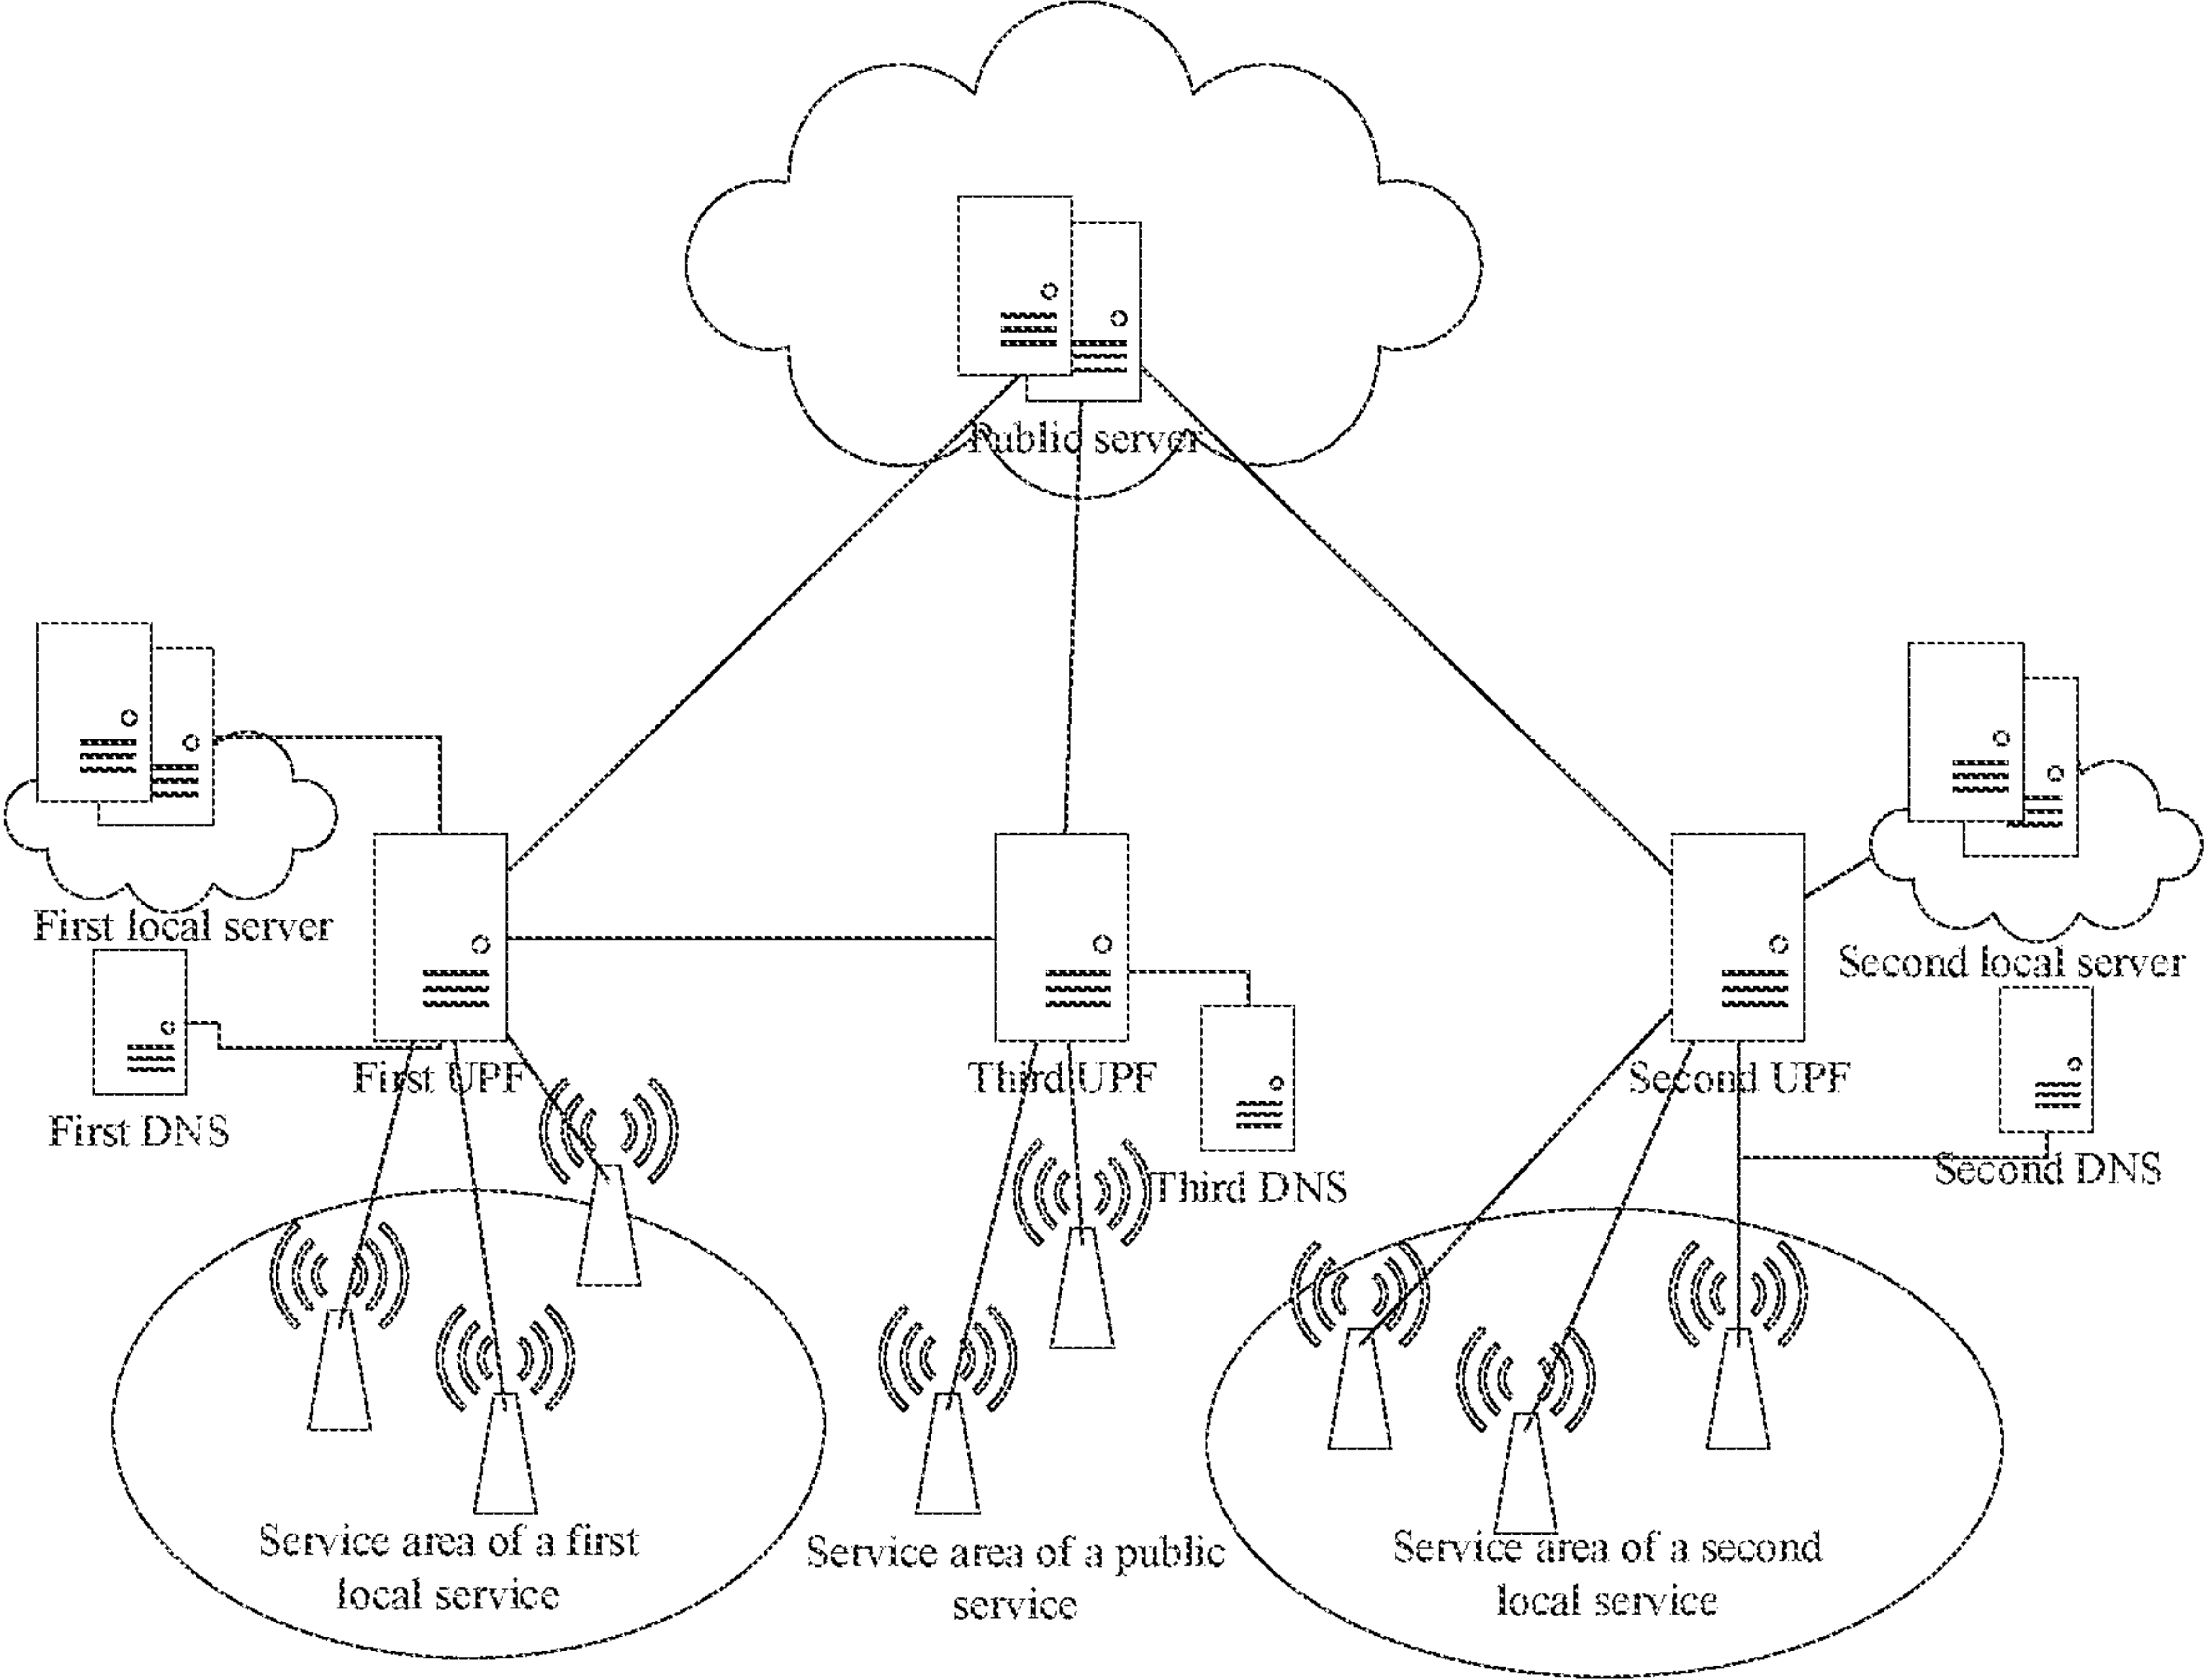 Public server
First local server
Second local server
First UPF
Third UPF
Second UPF
First DNS
Third DNS
Second DNS
Service area of a first
local service
Service area of a public
service
Service area of a second
local service